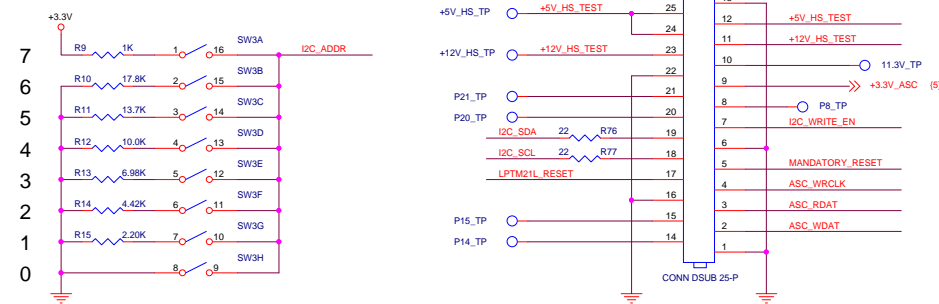 +3.3V
7 R9 1K 1 16 SW3A I2C_ADDR
6 R10 17.8K 2 15 SW3B
5 R11 13.7K 3 14 SW3C
4 R12 10.0K 4 13 SW3D
3 R13 6.98K 5 12 SW3E
2 R14 4.42K 6 11 SW3F
1 R15 2.20K 7 10 SW3G
0 8 9 SW3H
+5V_HS_TP +5V_HS_TEST 25
24
+12V_HS_TP +12V_HS_TEST 23
22
P21_TP 21
P20_TP 20
I2C_SDA 22 R76 19
I2C_SCL 22 R77 18
LPTM21L_RESET 17
16
P15_TP 15
P14_TP 14
12 +5V_HS_TEST
11 +12V_HS_TEST
10 11.3V_TP
9 +3.3V_ASC {5}
8 P8_TP
7 I2C_WRITE_EN
6
5 MANDATORY_RESET
4 ASC_WRCLK
3 ASC_RDAT
2 ASC_WDAT
1
CONN DSUB 25-P